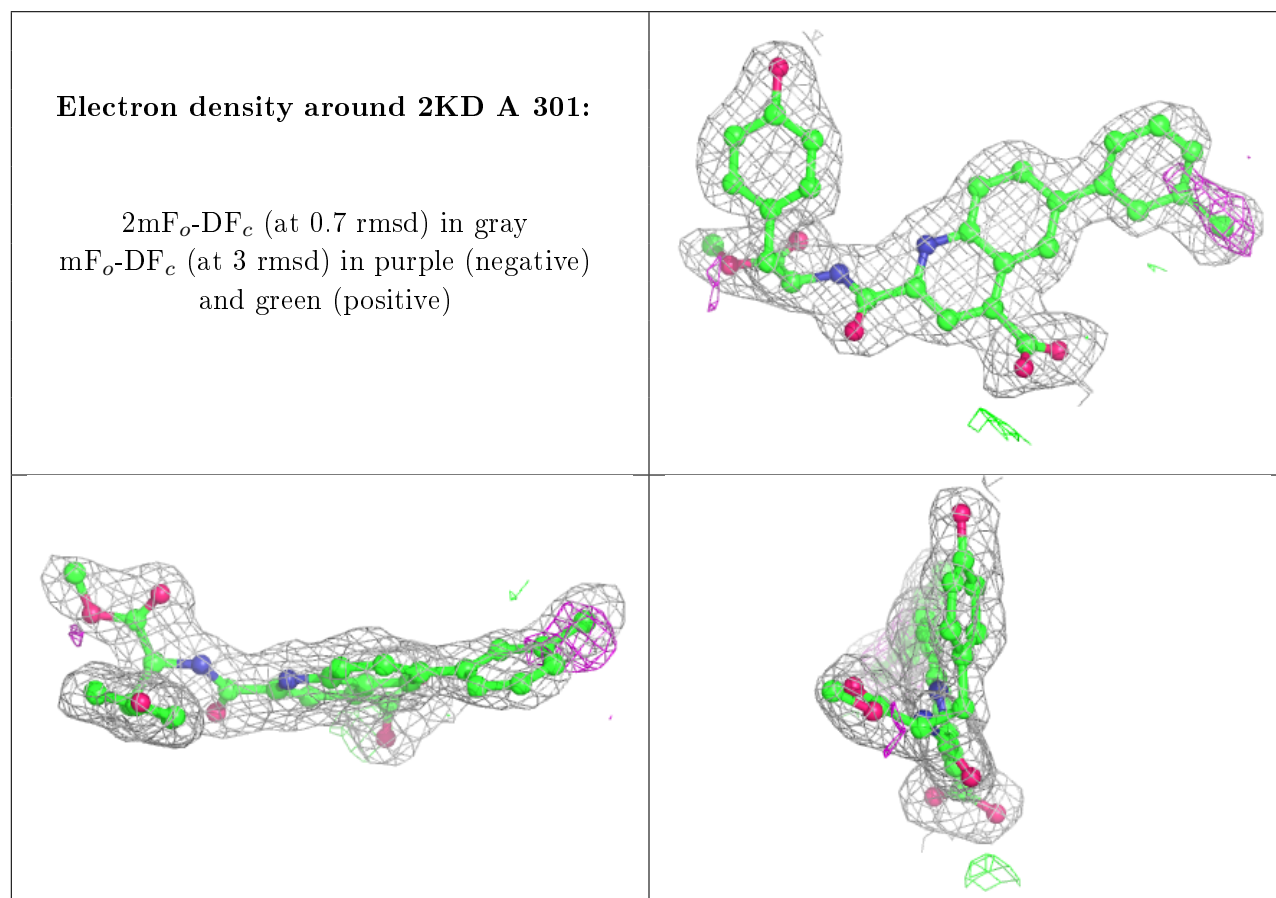 Electron density around 2KD A 301:
2mFo-DFc (at 0.7 rmsd) in gray
mFo-DFc (at 3 rmsd) in purple (negative)
and green (positive)